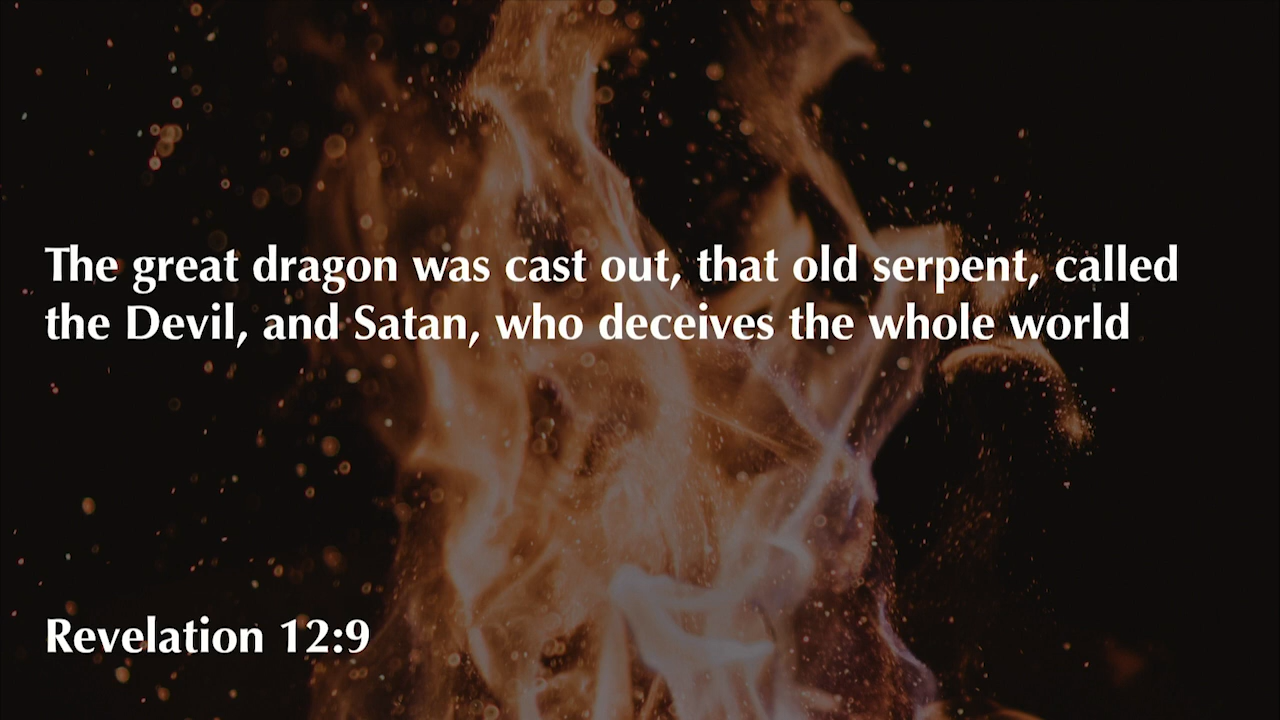 The great dragon was cast out, that old serpent, called
the Devil, and Satan, who deceives the whole world
Revelation 12:9